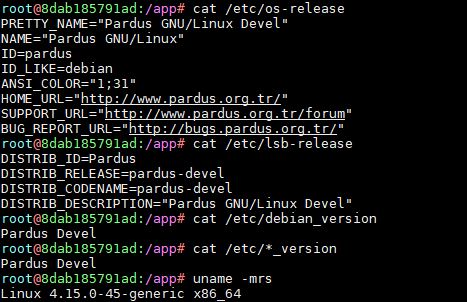 root@8dab185791ad:/app# cat /etc/os-release
PRETTY_NAME="Pardus GNU/Linux Devel"
NAME="Pardus GNU/Linux"
ID=pardus
ID_LIKE=debian
ANSI_COLOR="1;31"
HOME_URL="http://www.pardus.org.tr/"
SUPPORT_URL="http://www.pardus.org.tr/forum"
BUG_REPORT_URL="http://bugs.pardus.org.tr/"
root@8dab185791ad:/app# cat /etc/lsb-release
DISTRIB_ID=Pardus
DISTRIB_RELEASE=pardus-devel
DISTRIB_CODENAME=pardus-devel
DISTRIB_DESCRIPTION="Pardus GNU/Linux Devel"
root@8dab185791ad:/app# cat /etc/debian_version
Pardus Devel
root@8dab185791ad:/app# cat /etc/*_version
Pardus Devel
root@8dab185791ad:/app# uname -mrs
Linux 4.15.0-45-generic x86_64